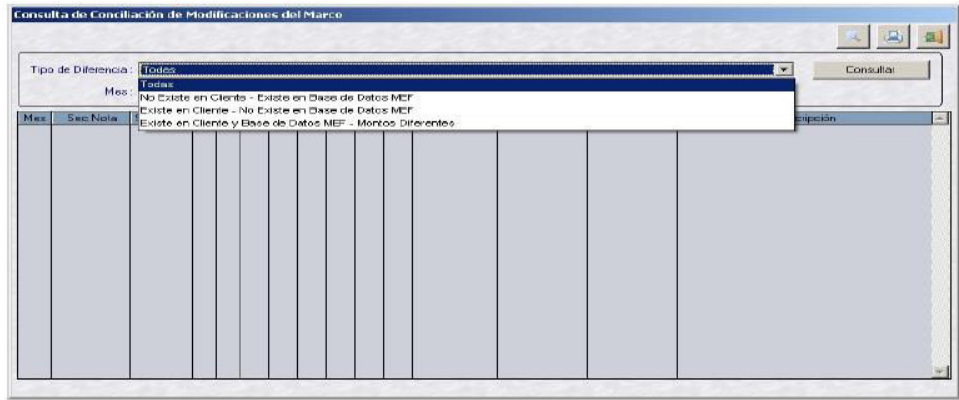 Consulta de Conciliación de Modificaciones del Marco
Tipo de Diferencia: Todas Consultar
Todas
Mes:
No Existe en Cliente - Existe en Base de Datos MEF
Existe en Cliente - No Existe en Base de Datos MEF
Existe en Cliente y Base de Datos MEF - Montos Diferentes
Mes Sec.Nota S cripción